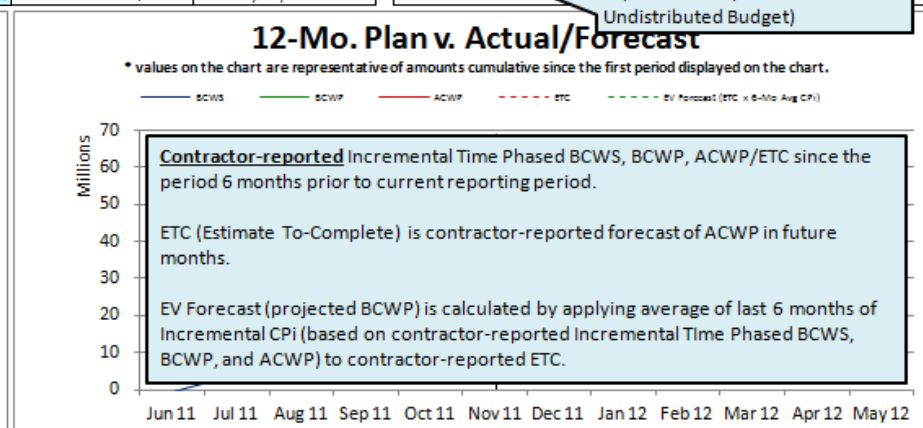 Undistributed Budget)
12-Mo. Plan v. Actual/Forecast
* values on the chart are representative of amounts cumulative since the first period displayed on the chart.
BCWS BCWP ACWP ETC EV Forecast (ETC x 6-Mo Avg CPi)
Millions
70
60
50
40
30
20
10
0
Contractor-reported Incremental Time Phased BCWS, BCWP, ACWP/ETC since the
period 6 months prior to current reporting period.
ETC (Estimate To-Complete) is contractor-reported forecast of ACWP in future
months.
EV Forecast (projected BCWP) is calculated by applying average of last 6 months of
Incremental CPi (based on contractor-reported Incremental TIme Phased BCWS,
BCWP, and ACWP) to contractor-reported ETC.
Jun 11 Jul 11 Aug 11 Sep 11 Oct 11 Nov 11 Dec 11 Jan 12 Feb 12 Mar 12 Apr 12 May 12